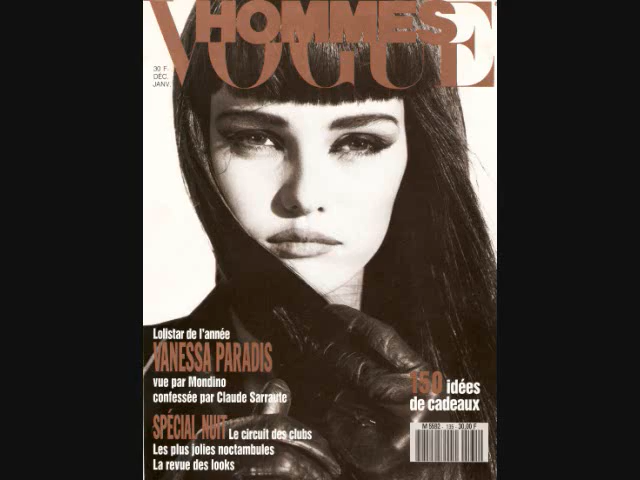 HOMMES
VOGUE
30 F.
DÉC.
JANV.
Lolistar de l'année
VANESSA PARADIS
vue par Mondino
confessée par Claude Sarraute
SPÉCIAL NUIT Le circuit des clubs
Les plus jolies noctambules
La revue des looks
150 idées
de cadeaux
30,00 F